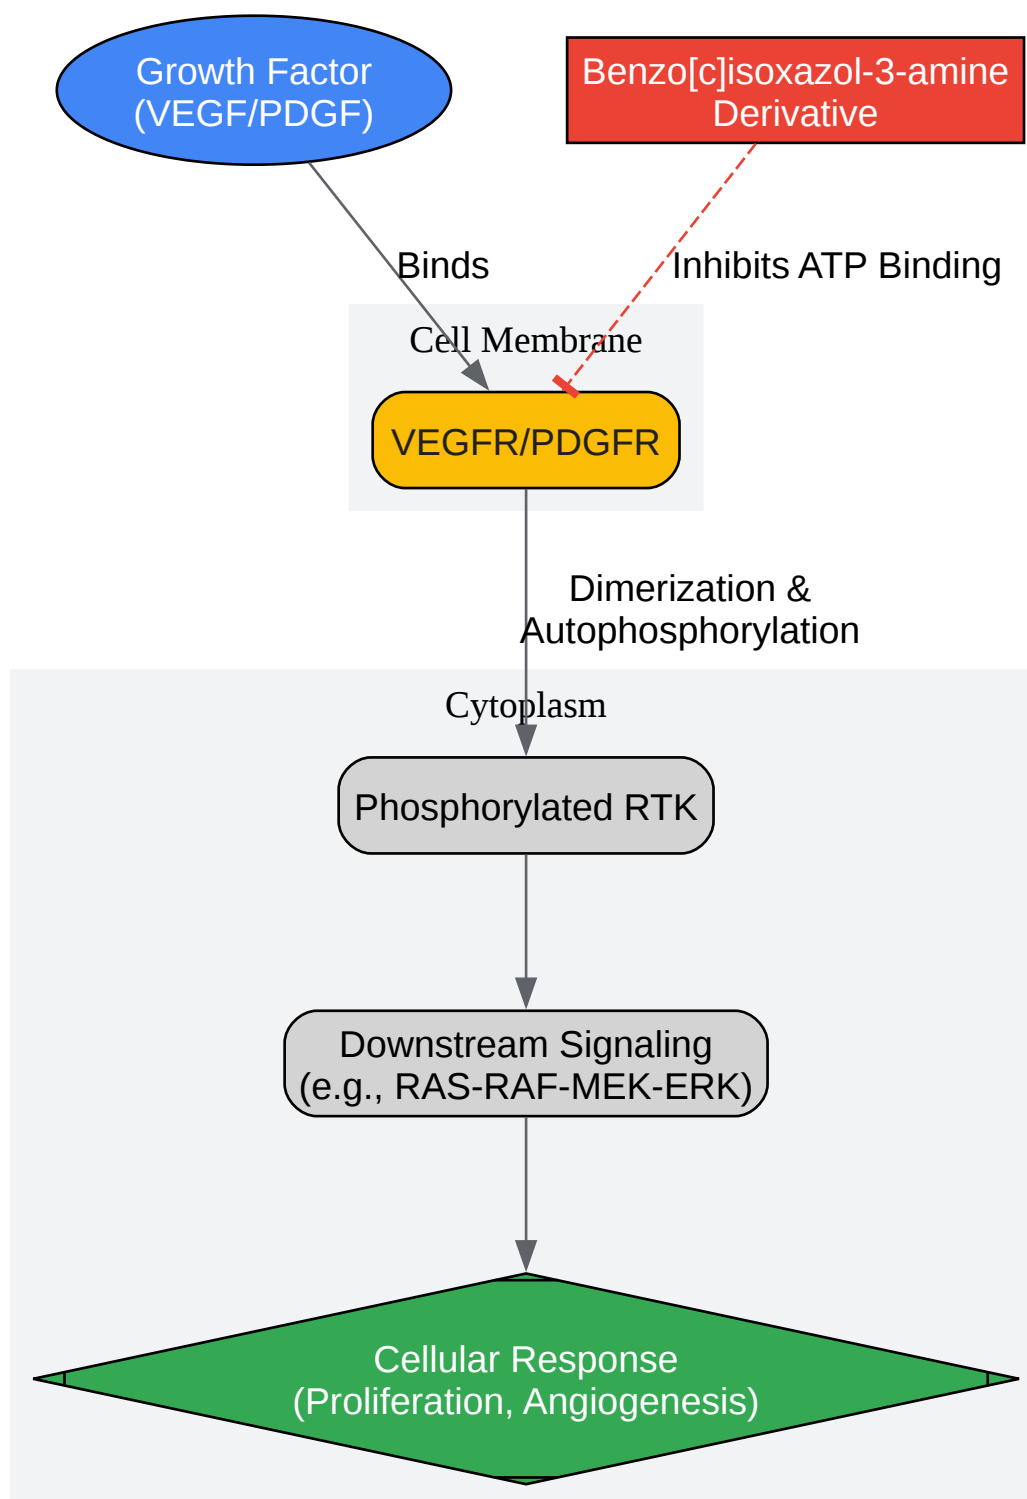 Growth Factor
(VEGF/PDGF)
Benzo[c]isoxazol-3-amine
Derivative
Binds
Inhibits ATP Binding
Cell Membrane
VEGFR/PDGFR
Dimerization &
Autophosphorylation
Cytoplasm
Phosphorylated RTK
Downstream Signaling
(e.g., RAS-RAF-MEK-ERK)
Cellular Response
(Proliferation, Angiogenesis)